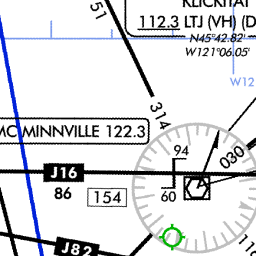 KLICKITAT
112.3 LTJ (VH) (D
N45°42.82'
W121°06.05'
51
W12
314
MC MINNVILLE 122.3
94
030
J16
86
154
60
J82